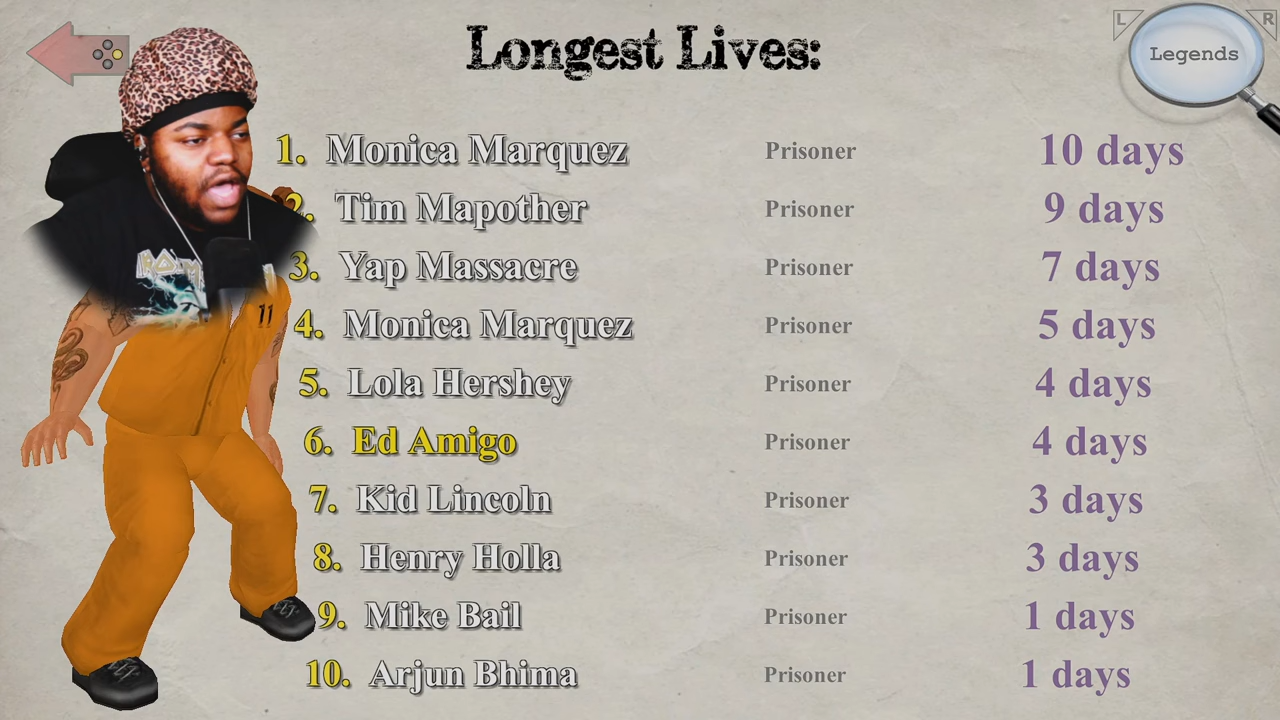 L R
Legends
Longest Lives:
1. Monica Marquez Prisoner 10 days
2. Tim Mapother Prisoner 9 days
3. Yap Massacre Prisoner 7 days
4. Monica Marquez Prisoner 5 days
5. Lola Hershey Prisoner 4 days
6. Ed Amigo Prisoner 4 days
7. Kid Lincoln Prisoner 3 days
8. Henry Holla Prisoner 3 days
9. Mike Bail Prisoner 1 days
10. Arjun Bhima Prisoner 1 days
11